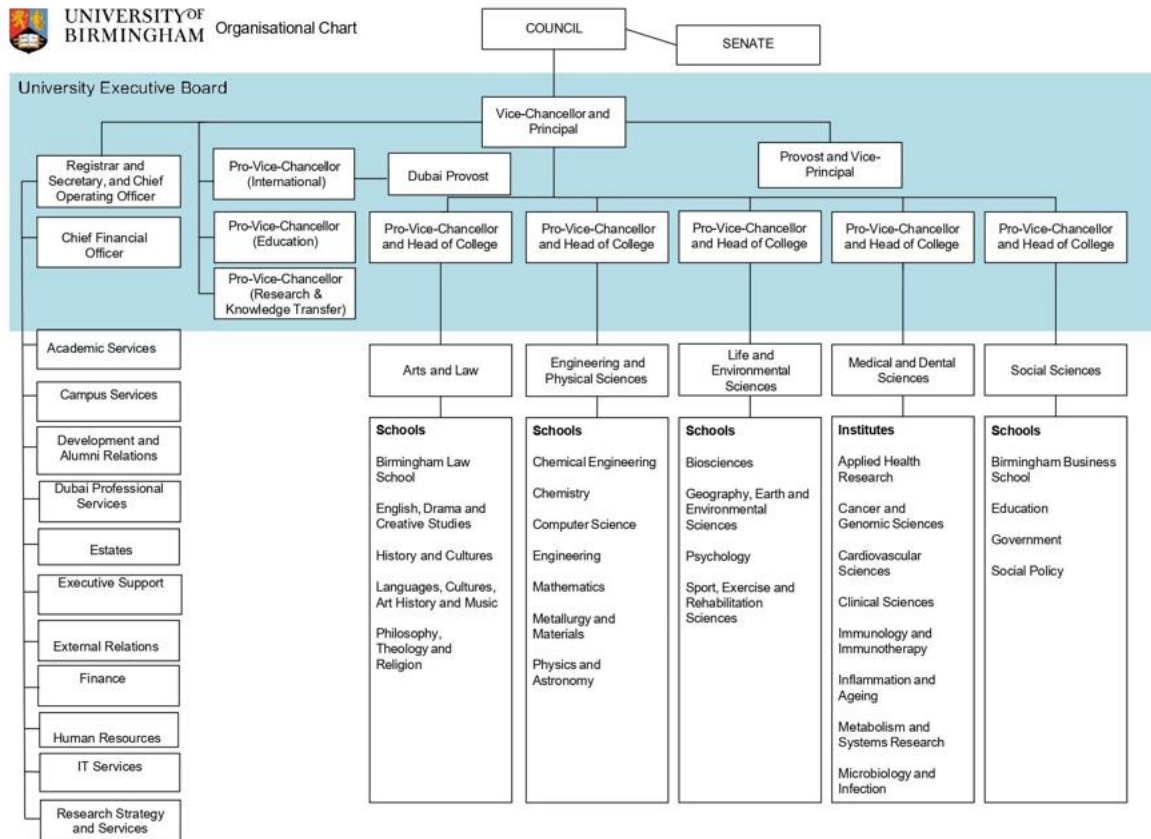 UNIVERSITY OF
BIRMINGHAM
Organisational Chart
COUNCIL
SENATE
University Executive Board
Vice-Chancellor and
Principal
Registrar and
Secretary, and Chief
Operating Officer
Pro-Vice-Chancellor
(International)
Dubai Provost
Provost and Vice-
Principal
Chief Financial
Officer
Pro-Vice-Chancellor
(Education)
Pro-Vice-Chancellor
(Research &
Knowledge Transfer)
Pro-Vice-Chancellor
and Head of College
Pro-Vice-Chancellor
and Head of College
Pro-Vice-Chancellor
and Head of College
Pro-Vice-Chancellor
and Head of College
Pro-Vice-Chancellor
and Head of College
Academic Services
Campus Services
Development and
Alumni Relations
Dubai Professional
Services
Estates
Executive Support
External Relations
Finance
Human Resources
IT Services
Research Strategy
and Services
Arts and Law
Schools
Birmingham Law
School
English, Drama and
Creative Studies
History and Cultures
Languages, Cultures,
Art History and Music
Philosophy,
Theology and
Religion
Engineering and
Physical Sciences
Schools
Chemical Engineering
Chemistry
Computer Science
Engineering
Mathematics
Metallurgy and
Materials
Physics and
Astronomy
Life and
Environmental
Sciences
Schools
Biosciences
Geography, Earth and
Environmental
Sciences
Psychology
Sport, Exercise and
Rehabilitation
Sciences
Medical and Dental
Sciences
Institutes
Applied Health
Research
Cancer and
Genomic Sciences
Cardiovascular
Sciences
Clinical Sciences
Immunology and
Immunotherapy
Inflammation and
Ageing
Metabolism and
Systems Research
Microbiology and
Infection
Social Sciences
Schools
Birmingham Business
School
Education
Government
Social Policy